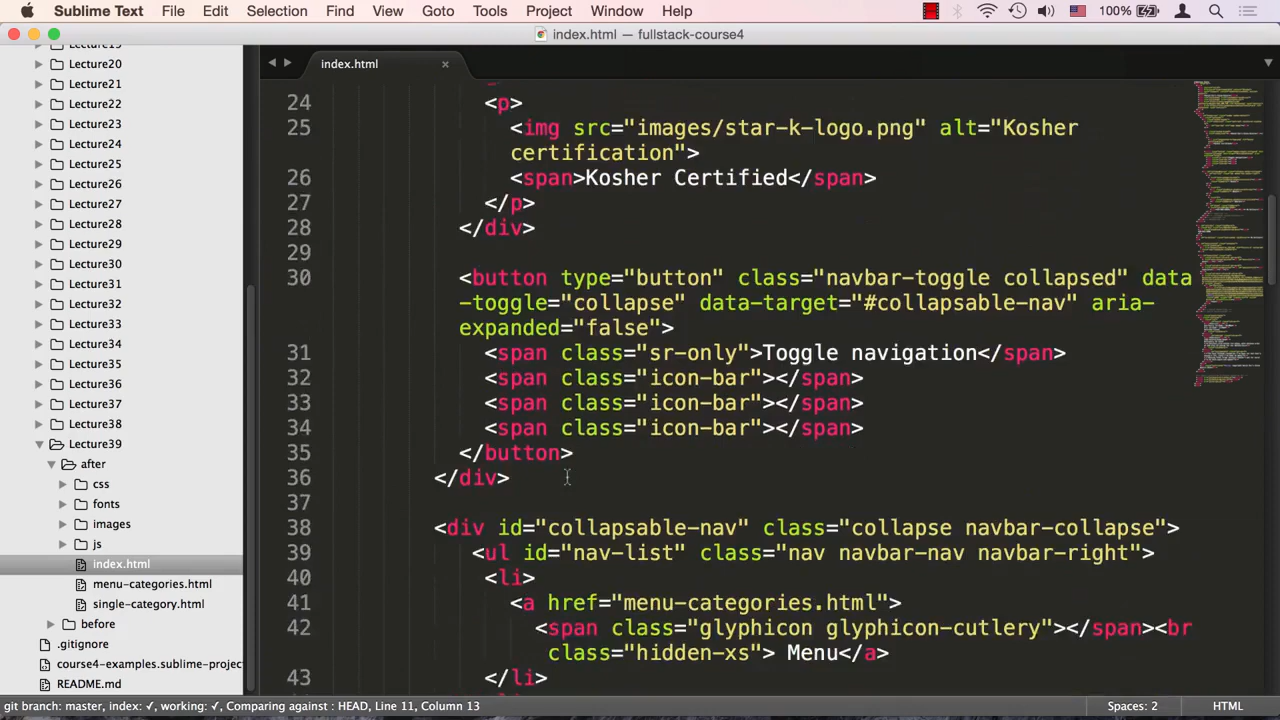 Sublime Text File Edit Selection Find View Goto Tools Project Window Help 100%
index.html — fullstack-course4
Lecture20
Lecture21
Lecture22
Lecture23
Lecture24
Lecture25
Lecture26
Lecture27
Lecture28
Lecture29
Lecture30
Lecture31
Lecture32
Lecture33
Lecture34
Lecture35
Lecture36
Lecture37
Lecture38
Lecture39
after
css
fonts
images
js
index.html
menu-categories.html
single-category.html
before
.gitignore
course4-examples.sublime-projec
README.md
index.html
24 <p>
25 <img src="images/star-k-logo.png" alt="Kosher
certification">
26 <span>Kosher Certified</span>
27 </p>
28 </div>
29
30 <button type="button" class="navbar-toggle collapsed" data
-toggle="collapse" data-target="#collapsable-nav" aria-
expanded="false">
31 <span class="sr-only">Toggle navigation</span>
32 <span class="icon-bar"></span>
33 <span class="icon-bar"></span>
34 <span class="icon-bar"></span>
35 </button>
36 </div>
37
38 <div id="collapsable-nav" class="collapse navbar-collapse">
39 <ul id="nav-list" class="nav navbar-nav navbar-right">
40 <li>
41 <a href="menu-categories.html">
42 <span class="glyphicon glyphicon-cutlery"></span><br
class="hidden-xs"> Menu</a>
43 </li>
git branch: master, index: ✓, working: ✓, Comparing against : HEAD, Line 11, Column 13
Spaces: 2
HTML